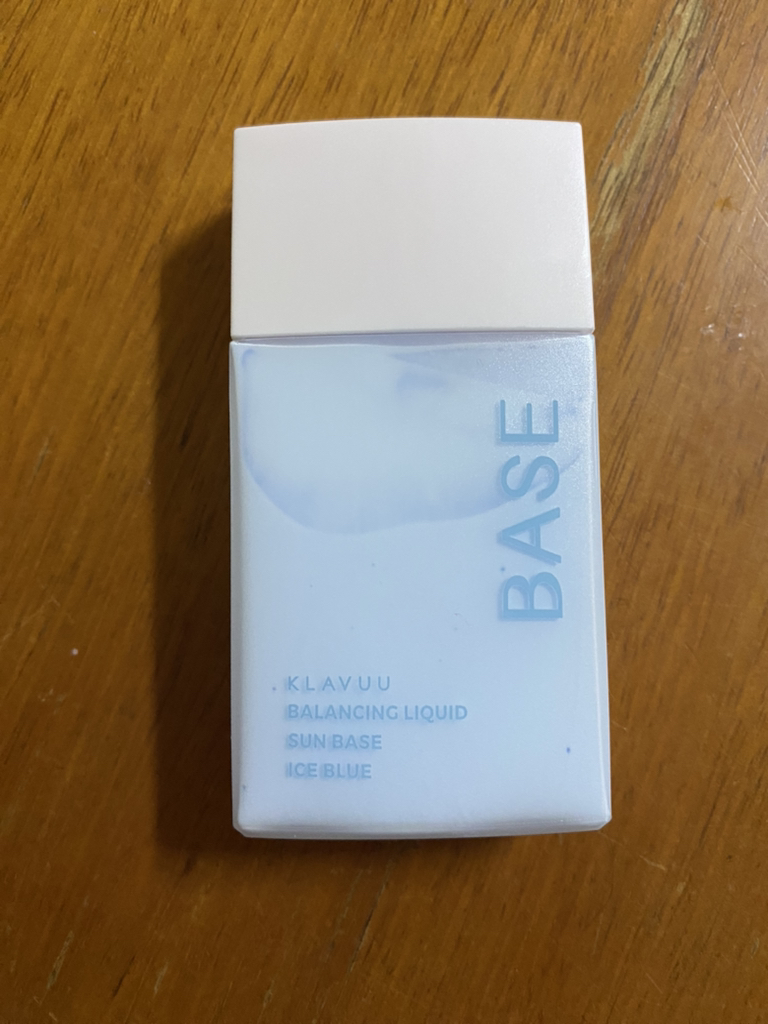 BASE
KLAVUU
BALANCING LIQUID
SUN BASE
ICE BLUE